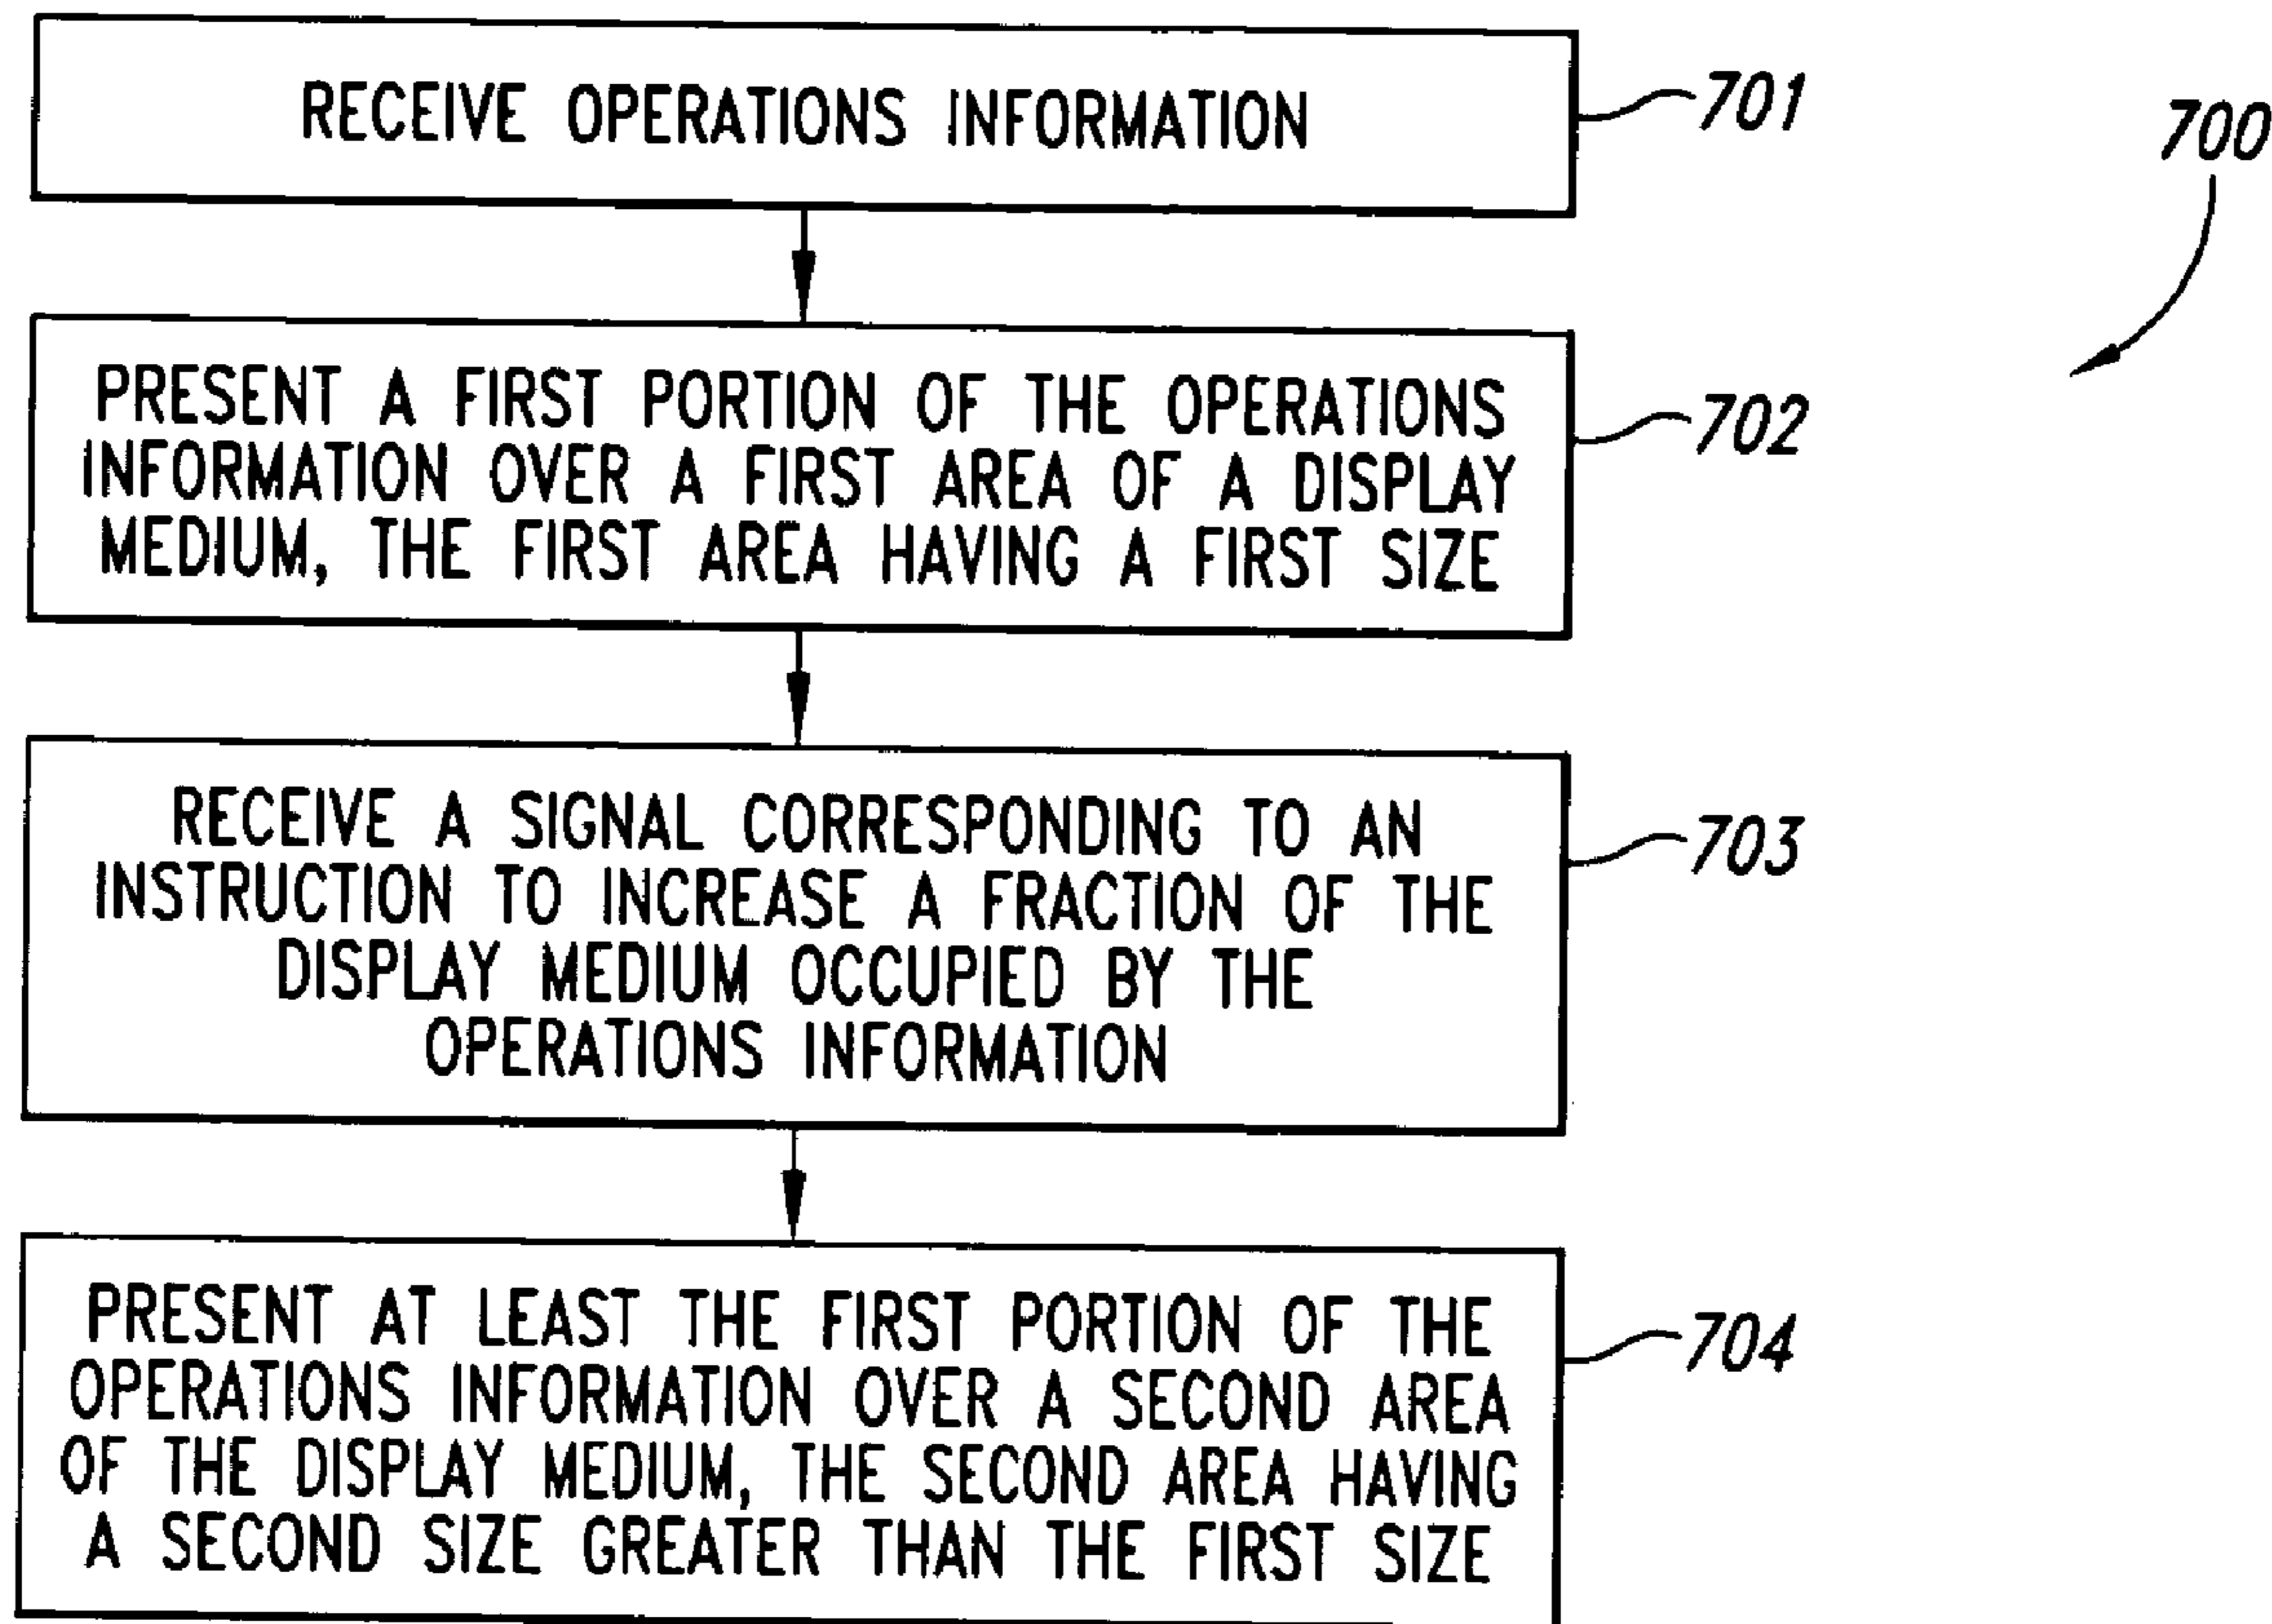 RECEIVE OPERATIONS INFORMATION
701
700
PRESENT A FIRST PORTION OF THE OPERATIONS
INFORMATION OVER A FIRST AREA OF A DISPLAY
MEDIUM, THE FIRST AREA HAVING A FIRST SIZE
702
RECEIVE A SIGNAL CORRESPONDING TO AN
INSTRUCTION TO INCREASE A FRACTION OF THE
DISPLAY MEDIUM OCCUPIED BY THE
OPERATIONS INFORMATION
703
PRESENT AT LEAST THE FIRST PORTION OF THE
OPERATIONS INFORMATION OVER A SECOND AREA
OF THE DISPLAY MEDIUM, THE SECOND AREA HAVING
A SECOND SIZE GREATER THAN THE FIRST SIZE
704